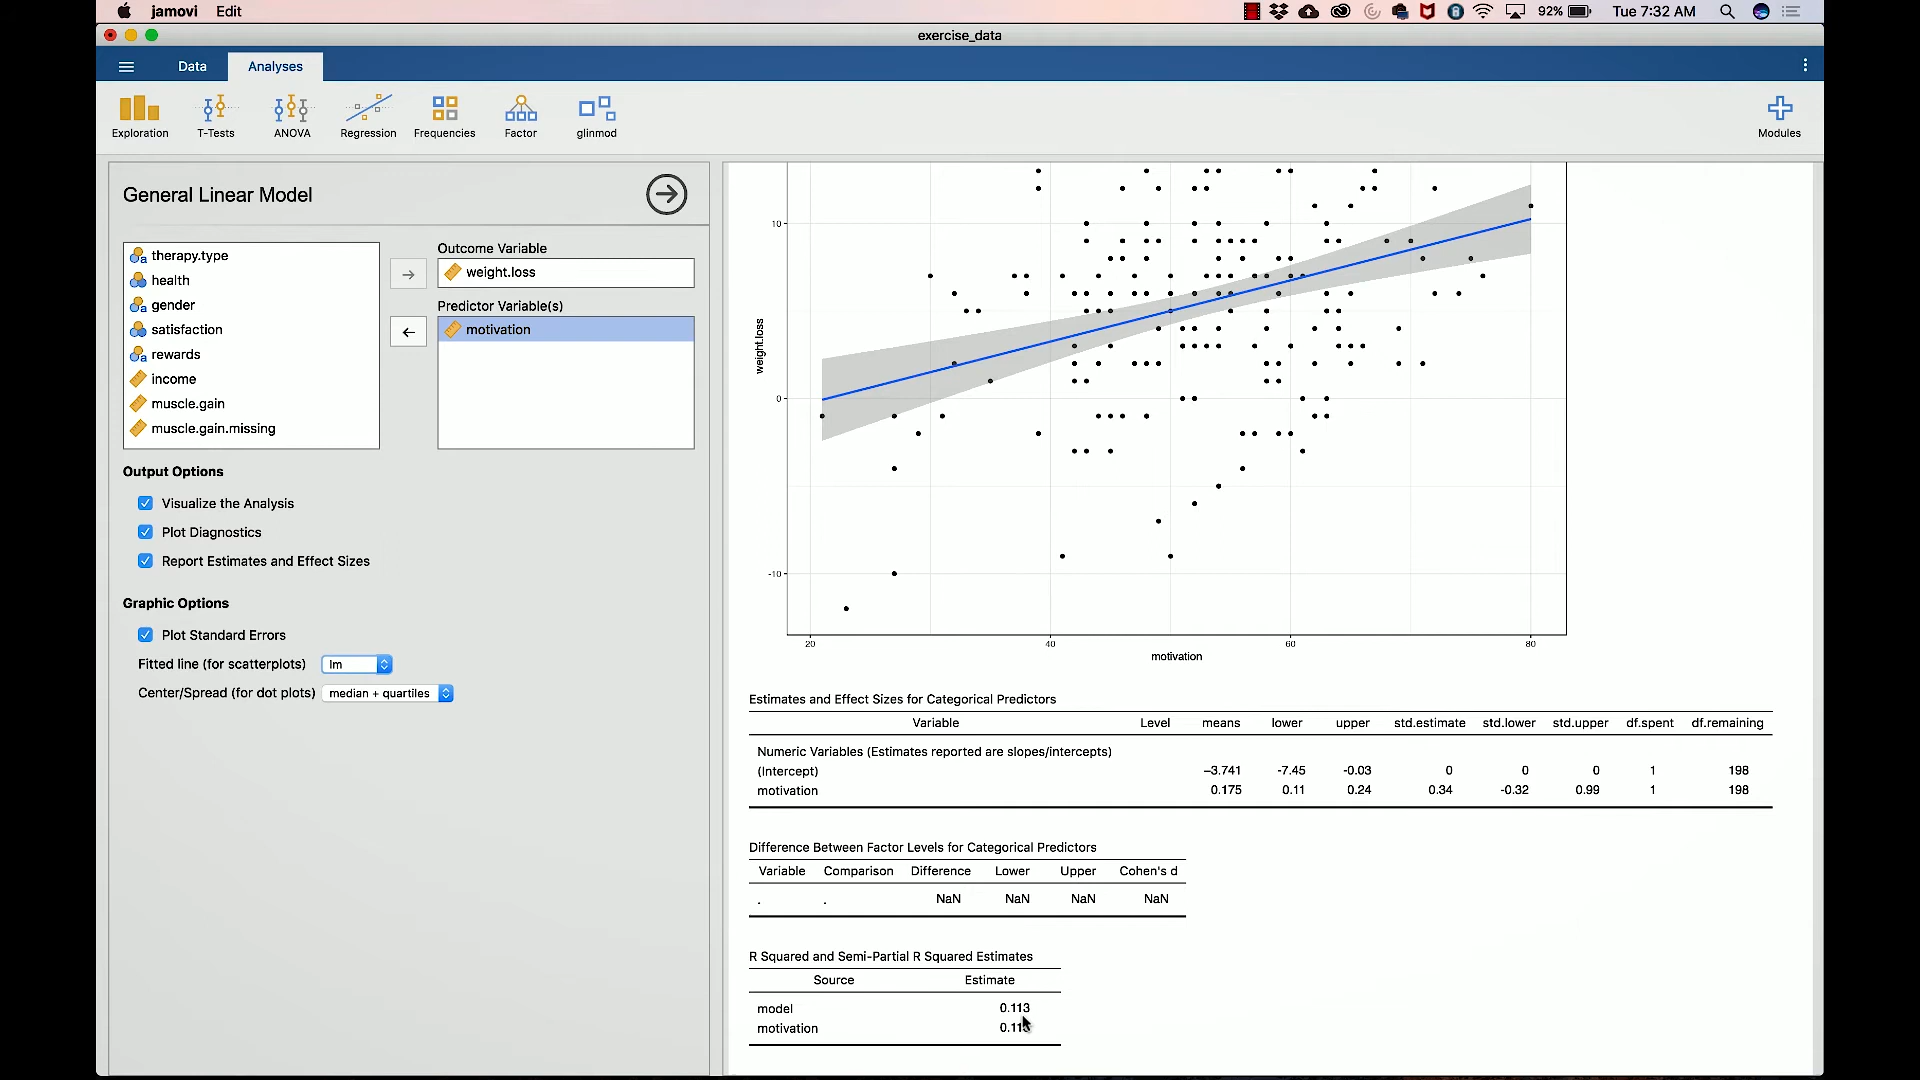 jamovi Edit 92% Tue 7:32 AM
exercise_data
Data Analyses
Exploration T-Tests ANOVA Regression Frequencies Factor glinmod Modules
General Linear Model
therapy.type
health
gender
satisfaction
rewards
income
muscle.gain
muscle.gain.missing
Outcome Variable
weight.loss
Predictor Variable(s)
motivation
Output Options
Visualize the Analysis
Plot Diagnostics
Report Estimates and Effect Sizes
Graphic Options
Plot Standard Errors
Fitted line (for scatterplots) lm
Center/Spread (for dot plots) median + quartiles
10
0
-10
weight.loss
20 40 60 80
motivation
Estimates and Effect Sizes for Categorical Predictors
Variable Level means lower upper std.estimate std.lower std.upper df.spent df.remaining
Numeric Variables (Estimates reported are slopes/intercepts)
(Intercept) −3.741 -7.45 -0.03 0 0 0 1 198
motivation 0.175 0.11 0.24 0.34 -0.32 0.99 1 198
Difference Between Factor Levels for Categorical Predictors
Variable Comparison Difference Lower Upper Cohen's d
. . NaN NaN NaN NaN
R Squared and Semi-Partial R Squared Estimates
Source Estimate
model 0.113
motivation